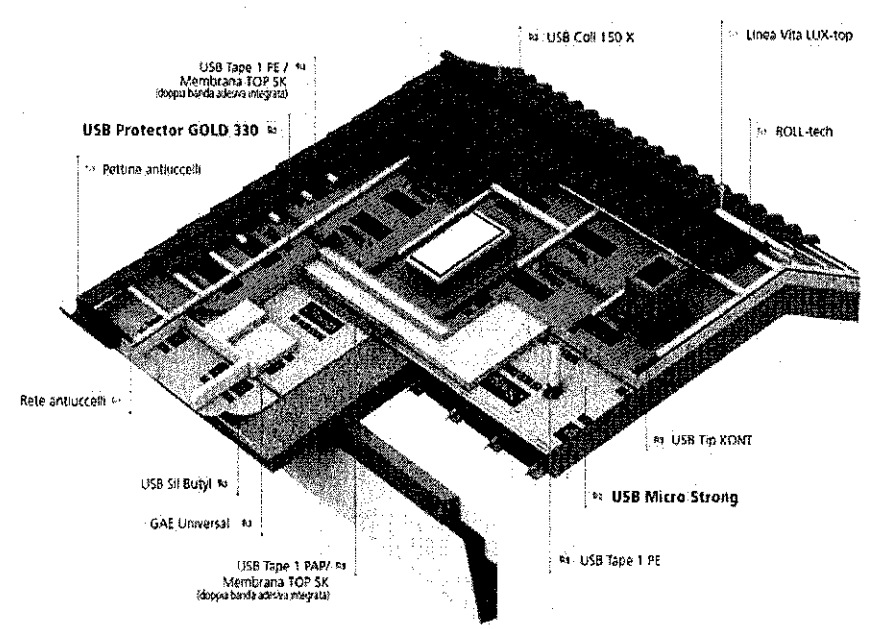 USB Coll 150 X
Linea Vita LUX-top
USB Tape 1 PE /
Membrana TOP SK
(doppia banda adesiva integrata)
USB Protector GOLD 330
ROLL-tech
Pettine antiuccelli
Rete antiuccelli
USB Tip KONT
USB Sil Butyl
USB Micro Strong
GAE Universal
USB Tape 1 PAP/
Membrana TOP SK
(doppia banda adesiva integrata)
USB Tape 1 PE